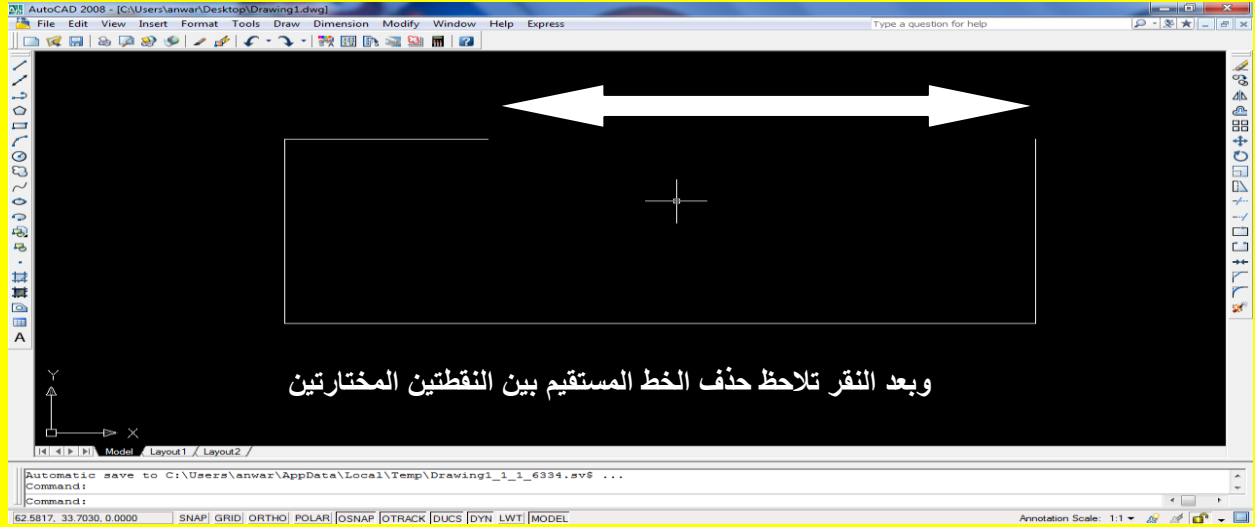 AutoCAD 2008 - [C:\Users\anwar\Desktop\Drawing1.dwg]
File Edit View Insert Format Tools Draw Dimension Modify Window Help Express Type a question for help
A
وبعد النقر تلاحظ حذف الخط المستقيم بين النقطتين المختارتين
Y
X
Model Layout1 Layout2
Automatic save to C:\Users\anwar\AppData\Local\Temp\Drawing1_1_1_6334.sv$ ...
Command:
Command:
62.5817, 33.7030, 0.0000 SNAP GRID ORTHO POLAR OSNAP OTRACK DUCS DYN LWT MODEL Annotation Scale: 1:1